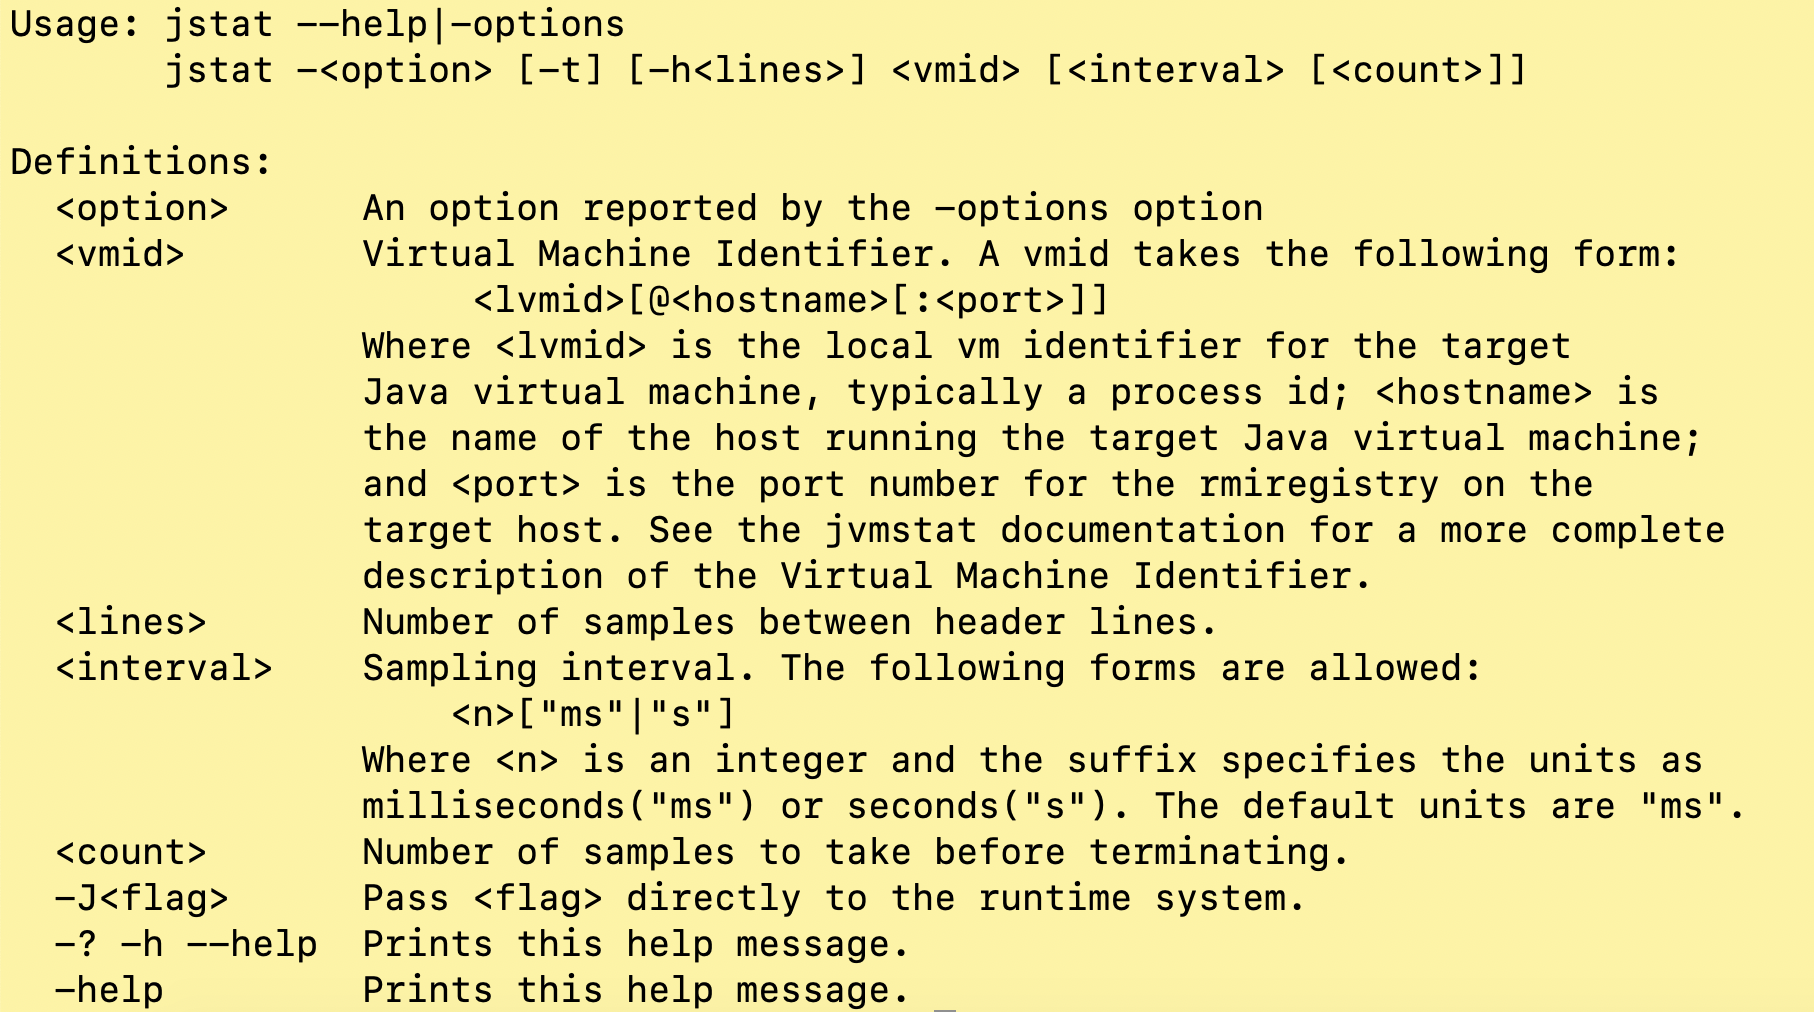 Usage: jstat --help|-options
       jstat -<option> [-t] [-h<lines>] <vmid> [<interval> [<count>]]

Definitions:
  <option>      An option reported by the -options option
  <vmid>        Virtual Machine Identifier. A vmid takes the following form:
                     <lvmid>[@<hostname>[:<port>]]
                Where <lvmid> is the local vm identifier for the target
                Java virtual machine, typically a process id; <hostname> is
                the name of the host running the target Java virtual machine;
                and <port> is the port number for the rmiregistry on the
                target host. See the jvmstat documentation for a more complete
                description of the Virtual Machine Identifier.
  <lines>       Number of samples between header lines.
  <interval>    Sampling interval. The following forms are allowed:
                    <n>["ms"|"s"]
                Where <n> is an integer and the suffix specifies the units as
                milliseconds("ms") or seconds("s"). The default units are "ms".
  <count>       Number of samples to take before terminating.
  -J<flag>      Pass <flag> directly to the runtime system.
  -? -h --help  Prints this help message.
  -help         Prints this help message.